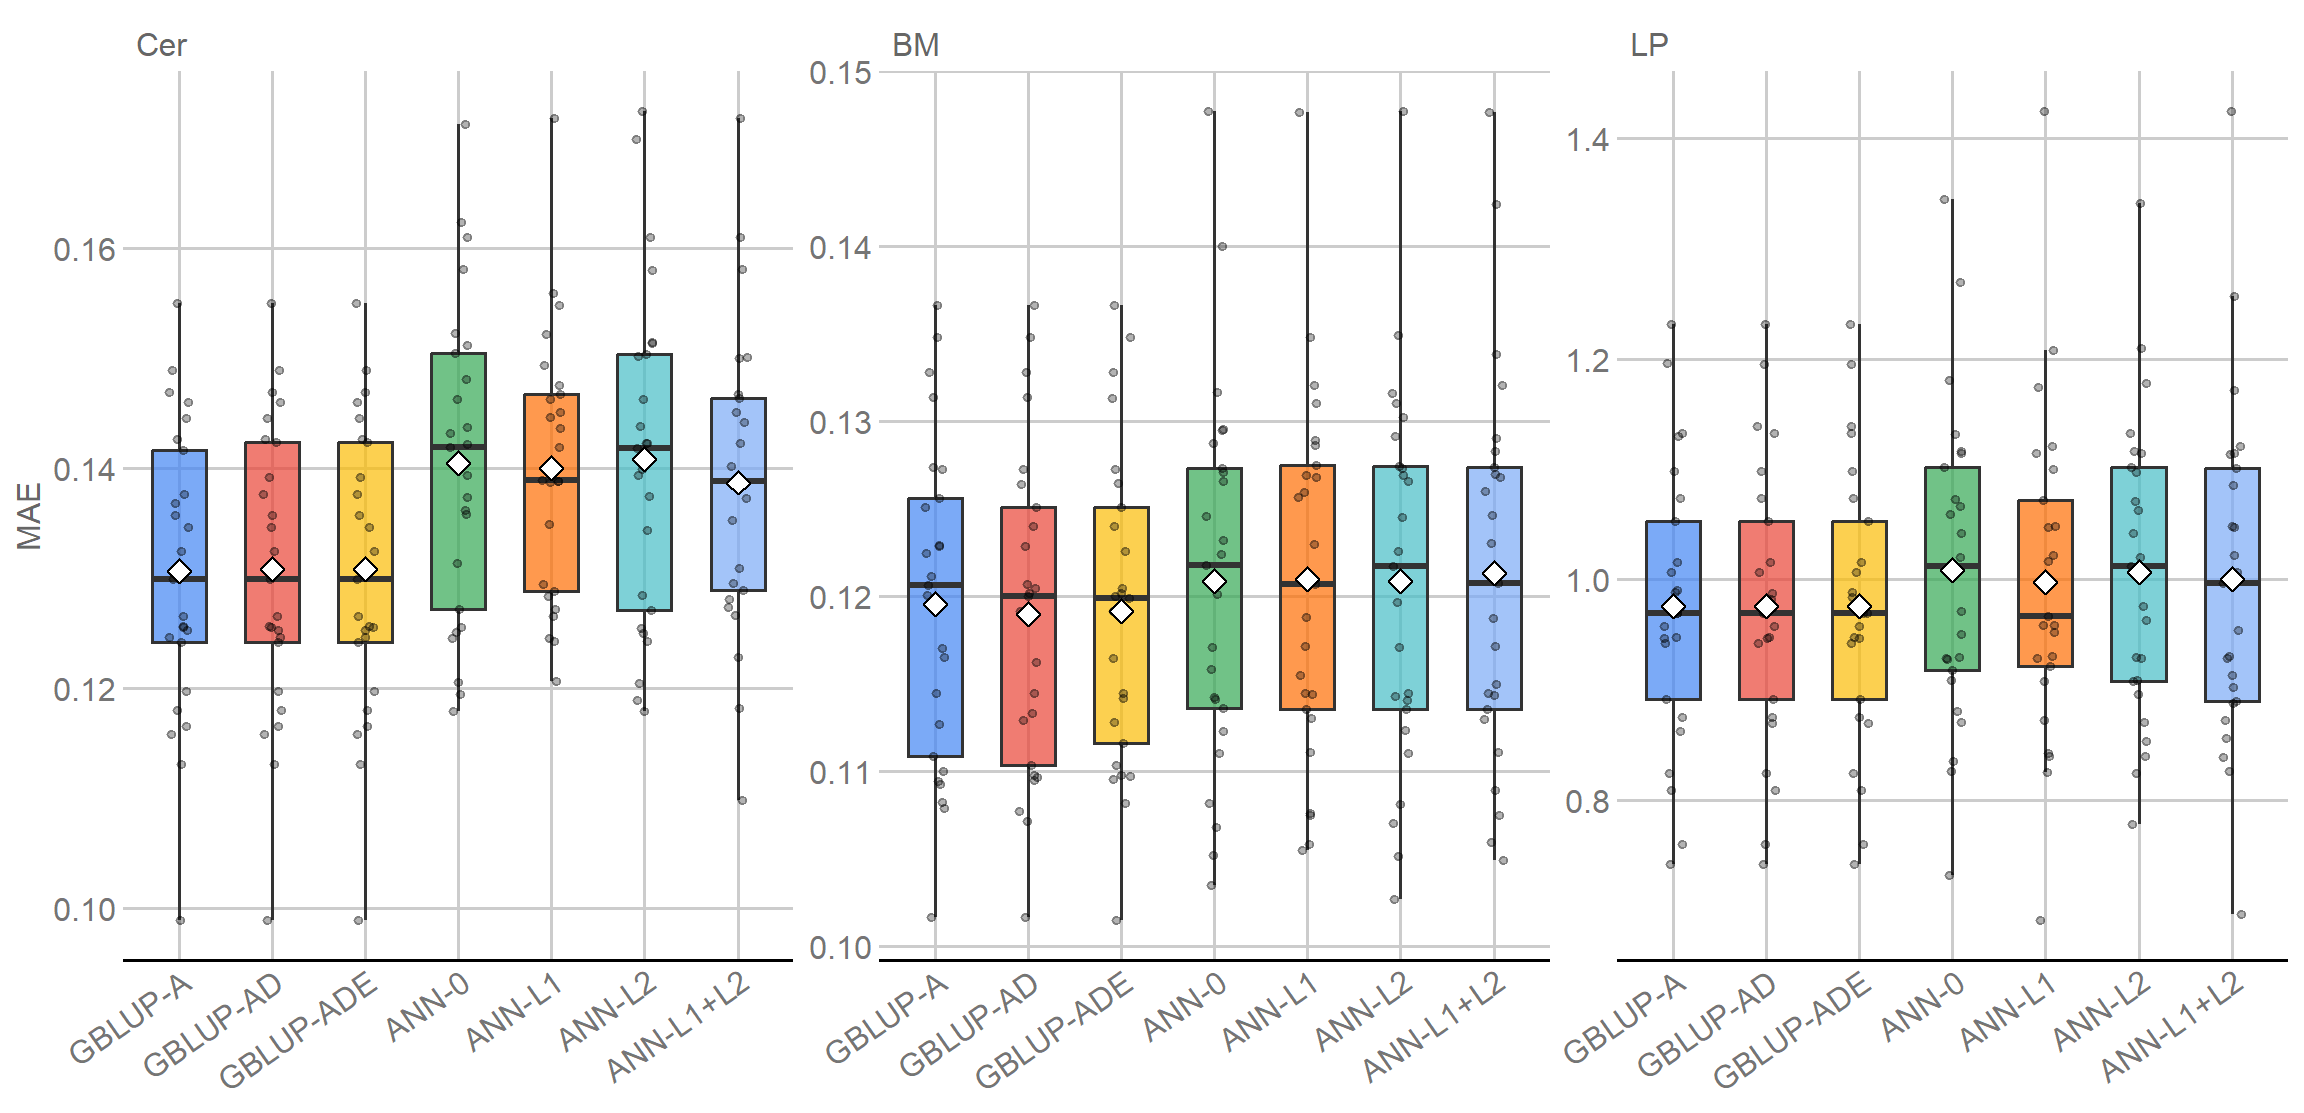 Cer
BM
LP
MAE
0.16
0.14
0.12
0.10
0.15
0.14
0.13
0.12
0.11
0.10
1.4
1.2
1.0
0.8
GBLUP-A
GBLUP-AD
GBLUP-ADE
ANN-0
ANN-L1
ANN-L2
ANN-L1+L2
GBLUP-A
GBLUP-AD
GBLUP-ADE
ANN-0
ANN-L1
ANN-L2
ANN-L1+L2
GBLUP-A
GBLUP-AD
GBLUP-ADE
ANN-0
ANN-L1
ANN-L2
ANN-L1+L2